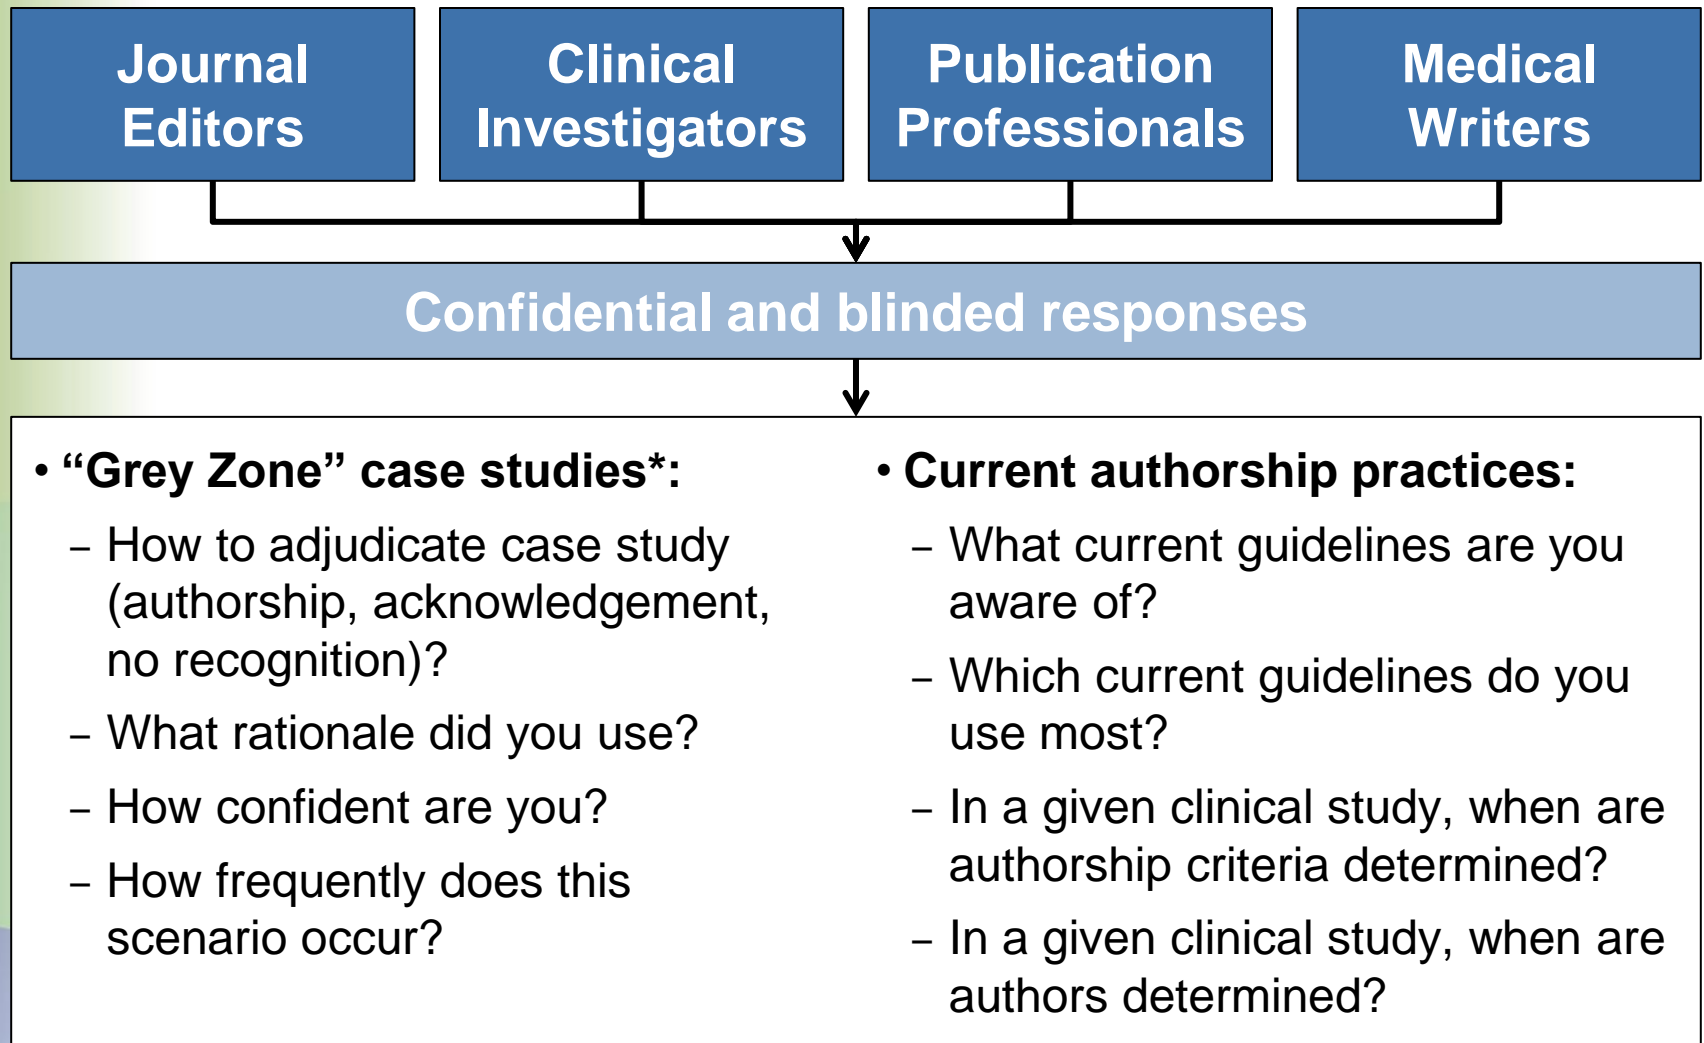 Journal
Editors
Clinical
Investigators
Publication
Professionals
Medical
Writers
Confidential and blinded responses
• “Grey Zone” case studies*:
– How to adjudicate case study
(authorship, acknowledgement,
no recognition)?
– What rationale did you use?
– How confident are you?
– How frequently does this
scenario occur?
• Current authorship practices:
– What current guidelines are you
aware of?
– Which current guidelines do you
use most?
– In a given clinical study, when are
authorship criteria determined?
– In a given clinical study, when are
authors determined?